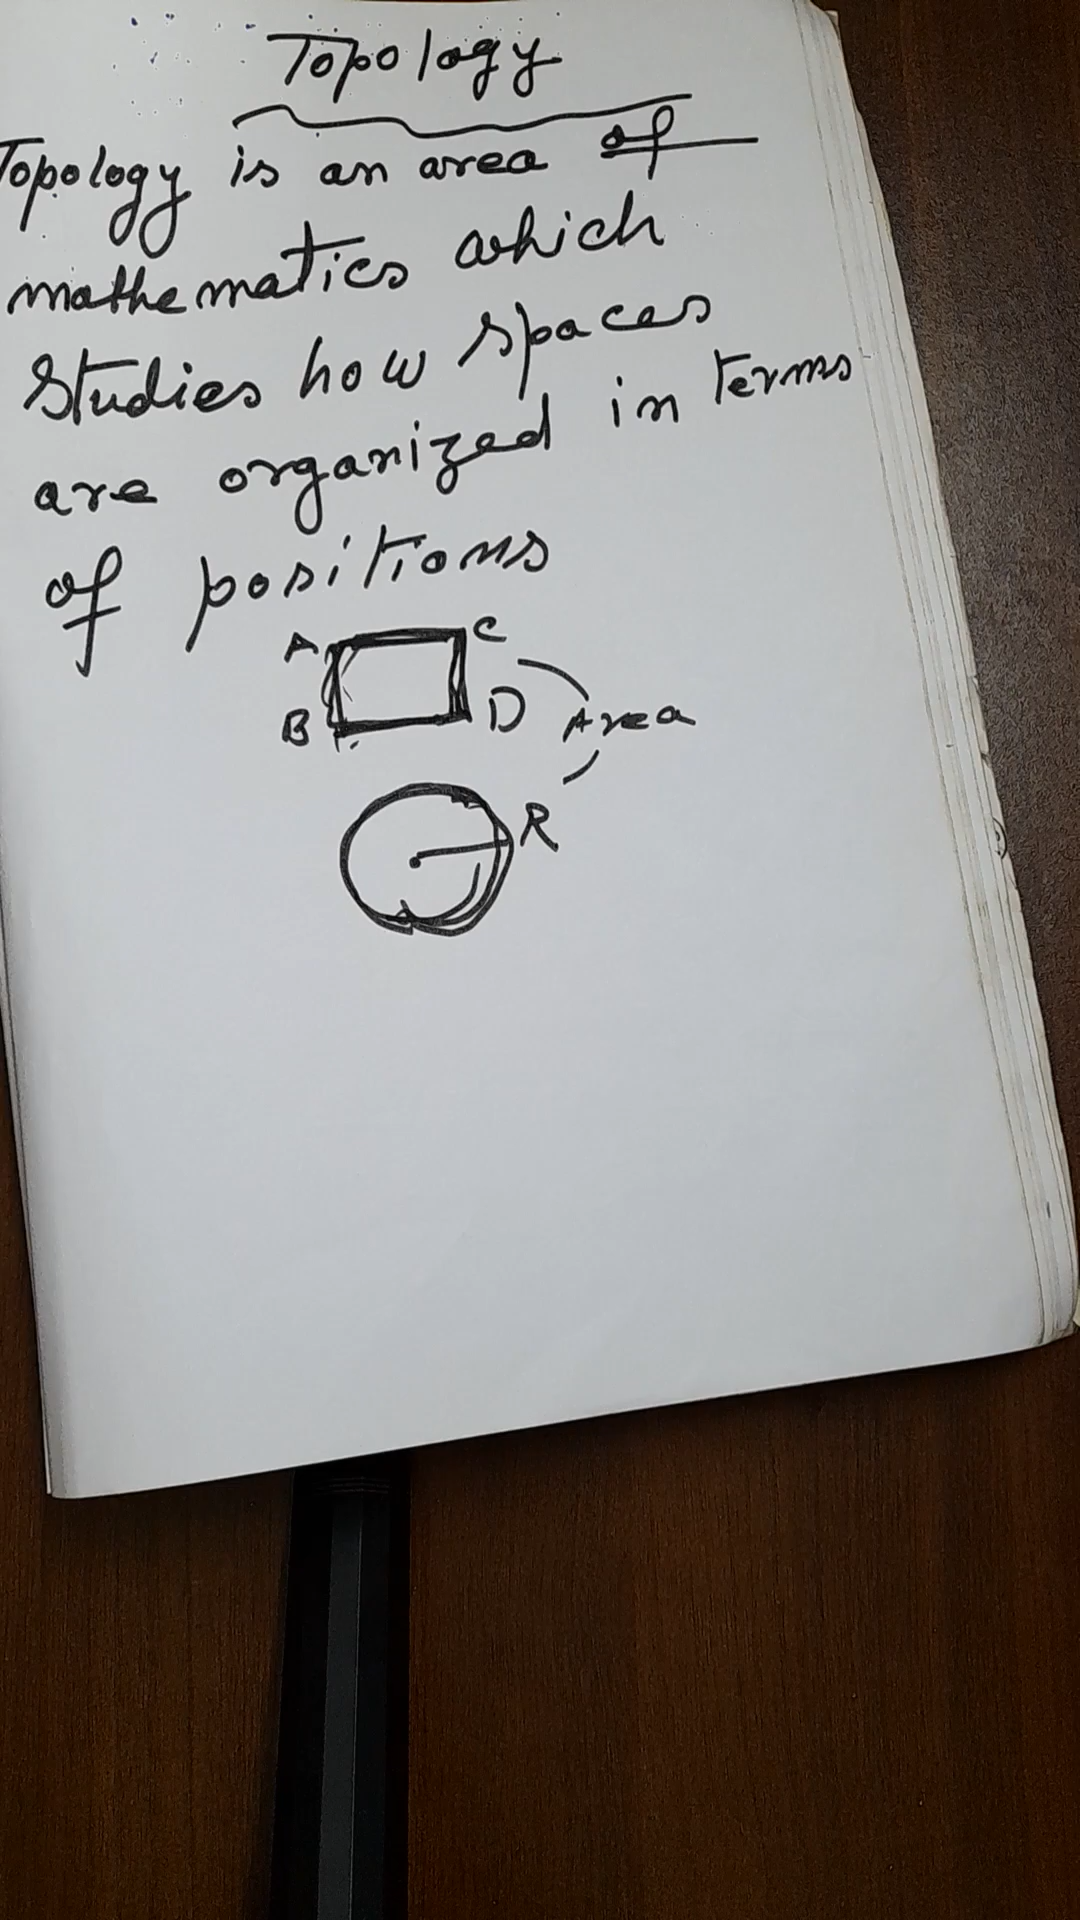 Topology
Topology is an area of
mathematics which
Studies how spaces
are organized in terms
of positions
A C
B D Area
R